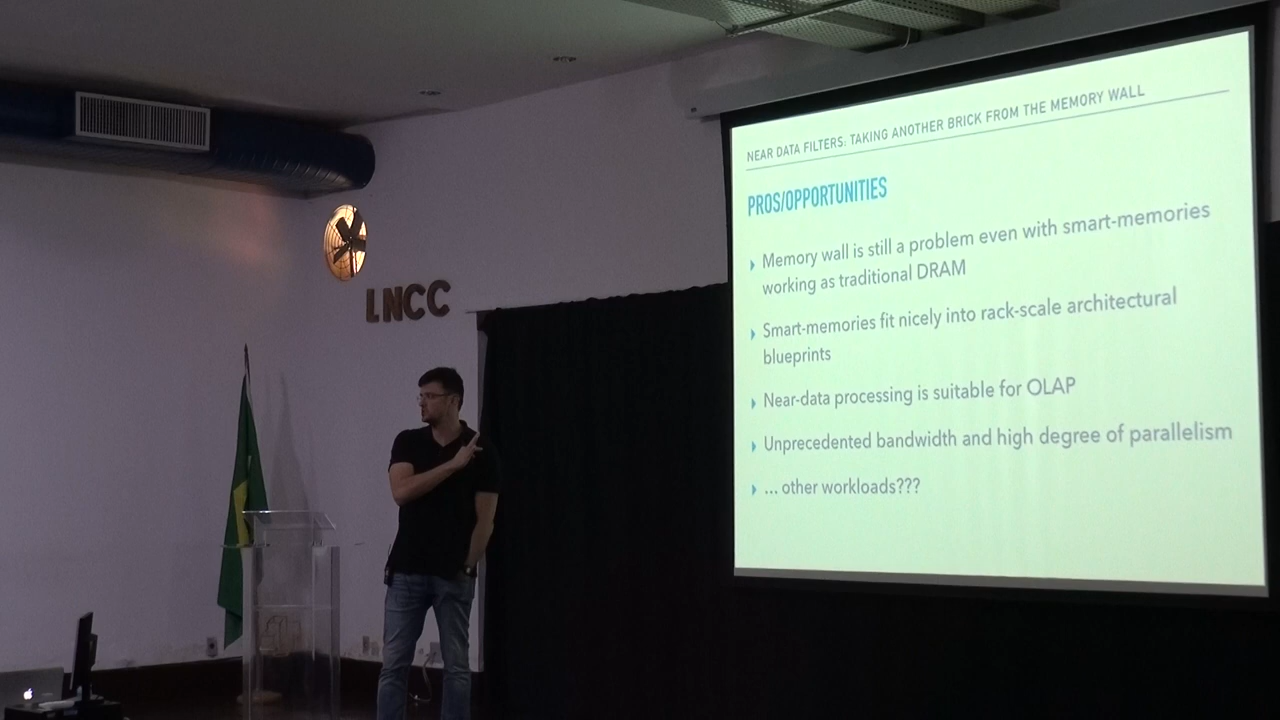 NEAR DATA FILTERS: TAKING ANOTHER BRICK FROM THE MEMORY WALL
PROS/OPPORTUNITIES
Memory wall is still a problem even with smart-memories
working as traditional DRAM
Smart-memories fit nicely into rack-scale architectural
blueprints
Near-data processing is suitable for OLAP
Unprecedented bandwidth and high degree of parallelism
... other workloads???
LNCC